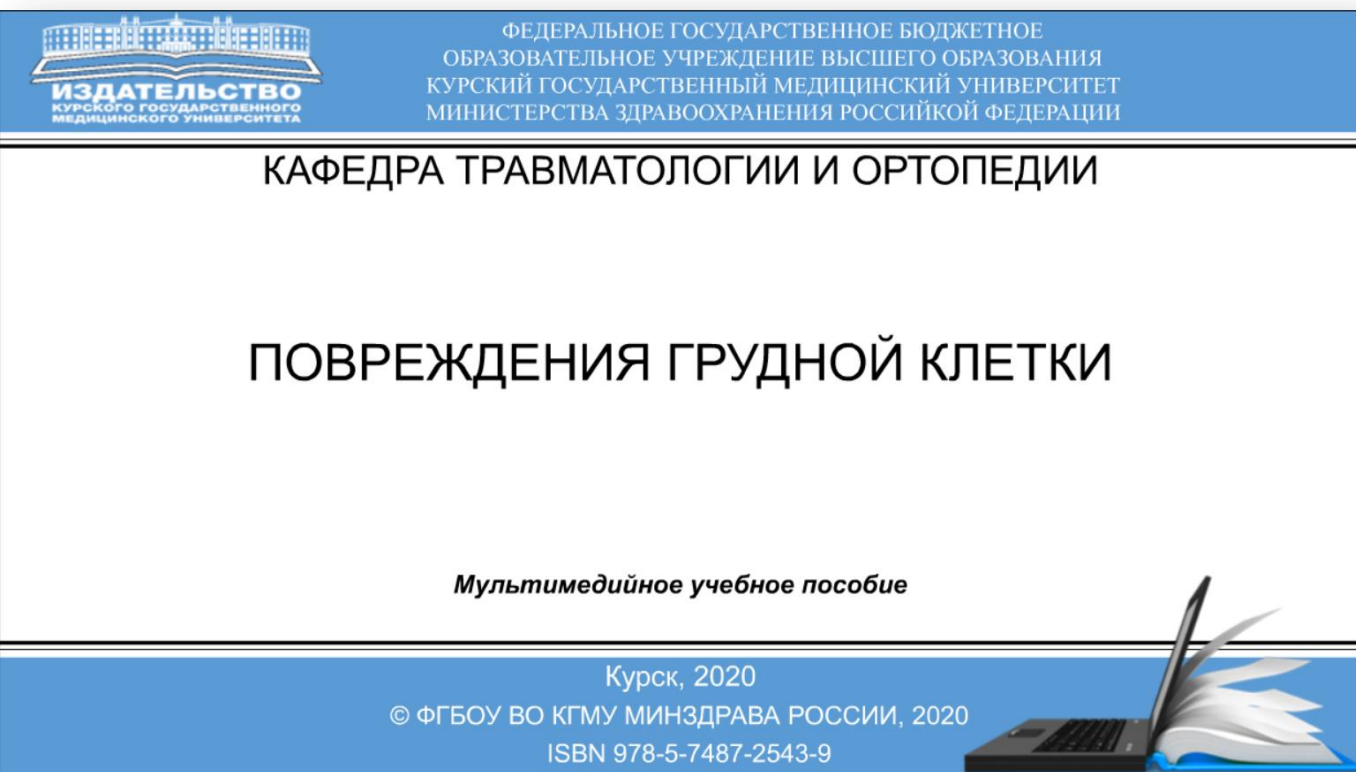 ИЗДАТЕЛЬСТВО
КУРСКОГО ГОСУДАРСТВЕННОГО
МЕДИЦИНСКОГО УНИВЕРСИТЕТА
ФЕДЕРАЛЬНОЕ ГОСУДАРСТВЕННОЕ БЮДЖЕТНОЕ
ОБРАЗОВАТЕЛЬНОЕ УЧРЕЖДЕНИЕ ВЫСШЕГО ОБРАЗОВАНИЯ
КУРСКИЙ ГОСУДАРСТВЕННЫЙ МЕДИЦИНСКИЙ УНИВЕРСИТЕТ
МИНИСТЕРСТВА ЗДРАВООХРАНЕНИЯ РОССИЙКОЙ ФЕДЕРАЦИИ
КАФЕДРА ТРАВМАТОЛОГИИ И ОРТОПЕДИИ
ПОВРЕЖДЕНИЯ ГРУДНОЙ КЛЕТКИ
Мультимедийное учебное пособие
Курск, 2020
© ФГБОУ ВО КГМУ МИНЗДРАВА РОССИИ, 2020
ISBN 978-5-7487-2543-9